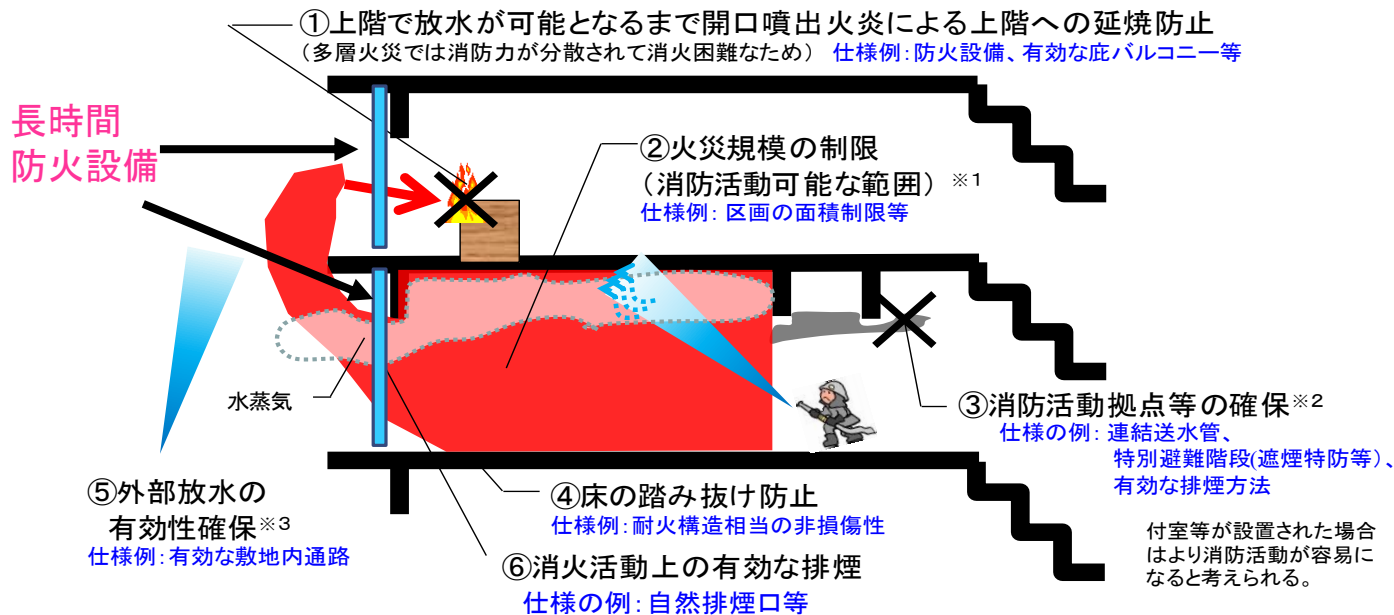 ①上階で放水が可能となるまで開口噴出火炎による上階への延焼防止
(多層火災では消防力が分散されて消火困難なため) 仕様例:防火設備、有効な庇バルコニー等
長時間
防火設備
②火災規模の制限
(消防活動可能な範囲)※1
仕様例:区画の面積制限等
水蒸気
③消防活動拠点等の確保※2
仕様の例:連結送水管、
特別避難階段(遮煙特防等)、
有効な排煙方法
⑤外部放水の
有効性確保※3
仕様例:有効な敷地内通路
④床の踏み抜け防止
仕様例:耐火構造相当の非損傷性
⑥消火活動上の有効な排煙
仕様の例:自然排煙口等
付室等が設置された場合
はより消防活動が容易に
なると考えられる。